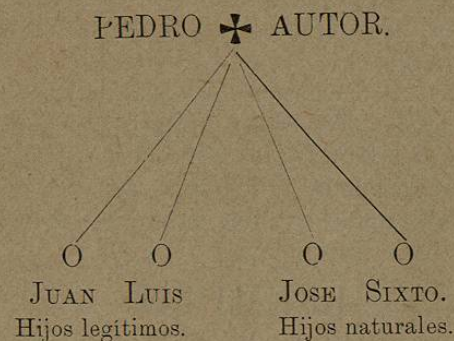 PEDRO ✠ AUTOR.
O O O O
JUAN LUIS JOSE SIXTO.
Hijos legítimos. Hijos naturales.